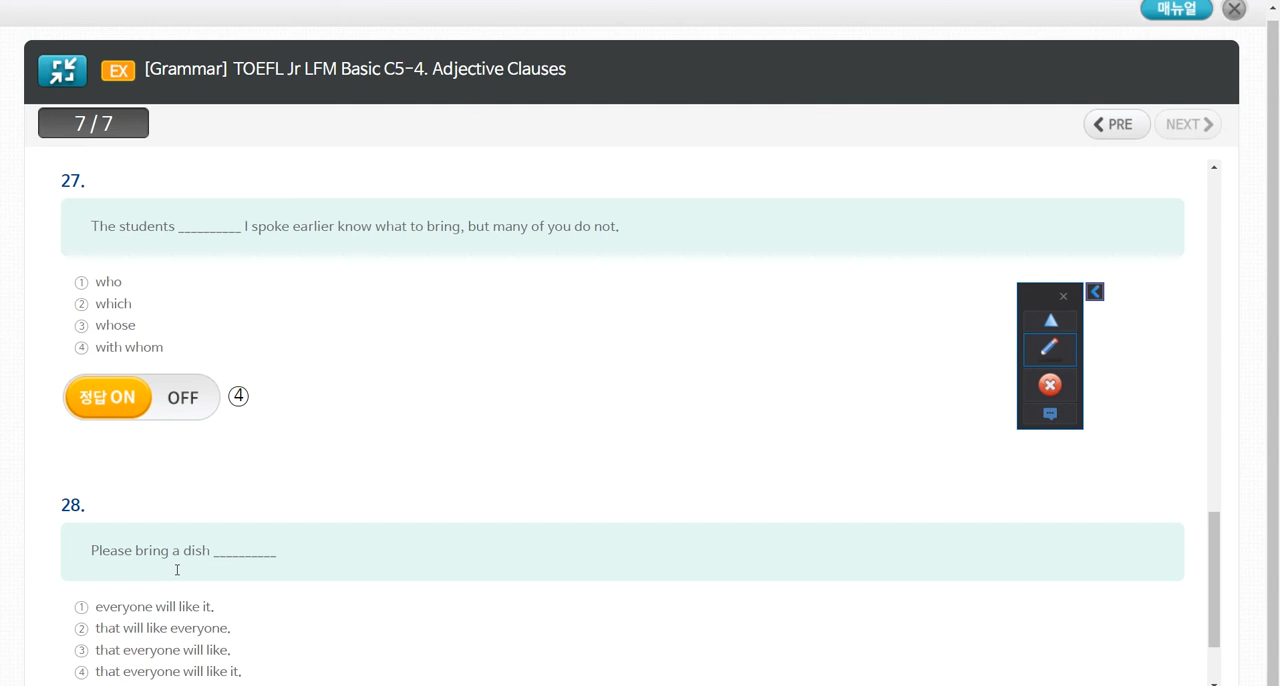 매뉴얼
EX [Grammar] TOEFL Jr LFM Basic C5-4. Adjective Clauses
7 / 7
PRE NEXT
27.
The students __________ I spoke earlier know what to bring, but many of you do not.
① who
② which
③ whose
④ with whom
정답 ON OFF ④
28.
Please bring a dish __________
① everyone will like it.
② that will like everyone.
③ that everyone will like.
④ that everyone will like it.